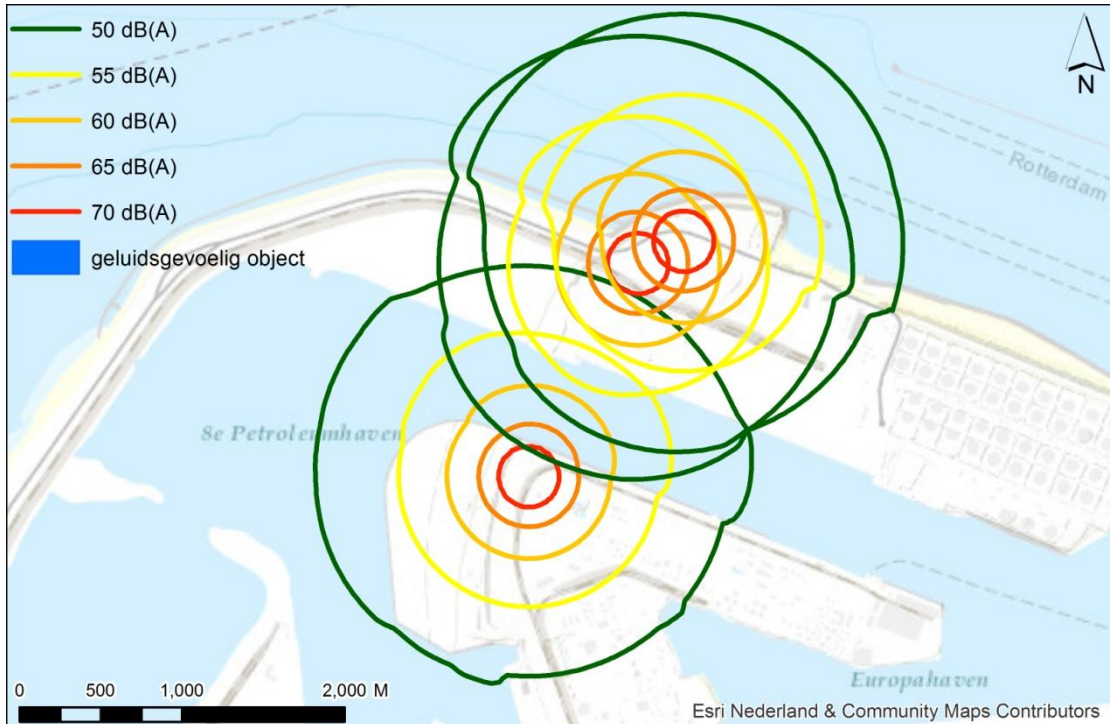 50 dB(A)
55 dB(A)
60 dB(A)
65 dB(A)
70 dB(A)
geluidsgevoelig object
N
Rotterdam
8e Petroleumhaven
Europahaven
0 500 1,000 2,000 M
Esri Nederland & Community Maps Contributors